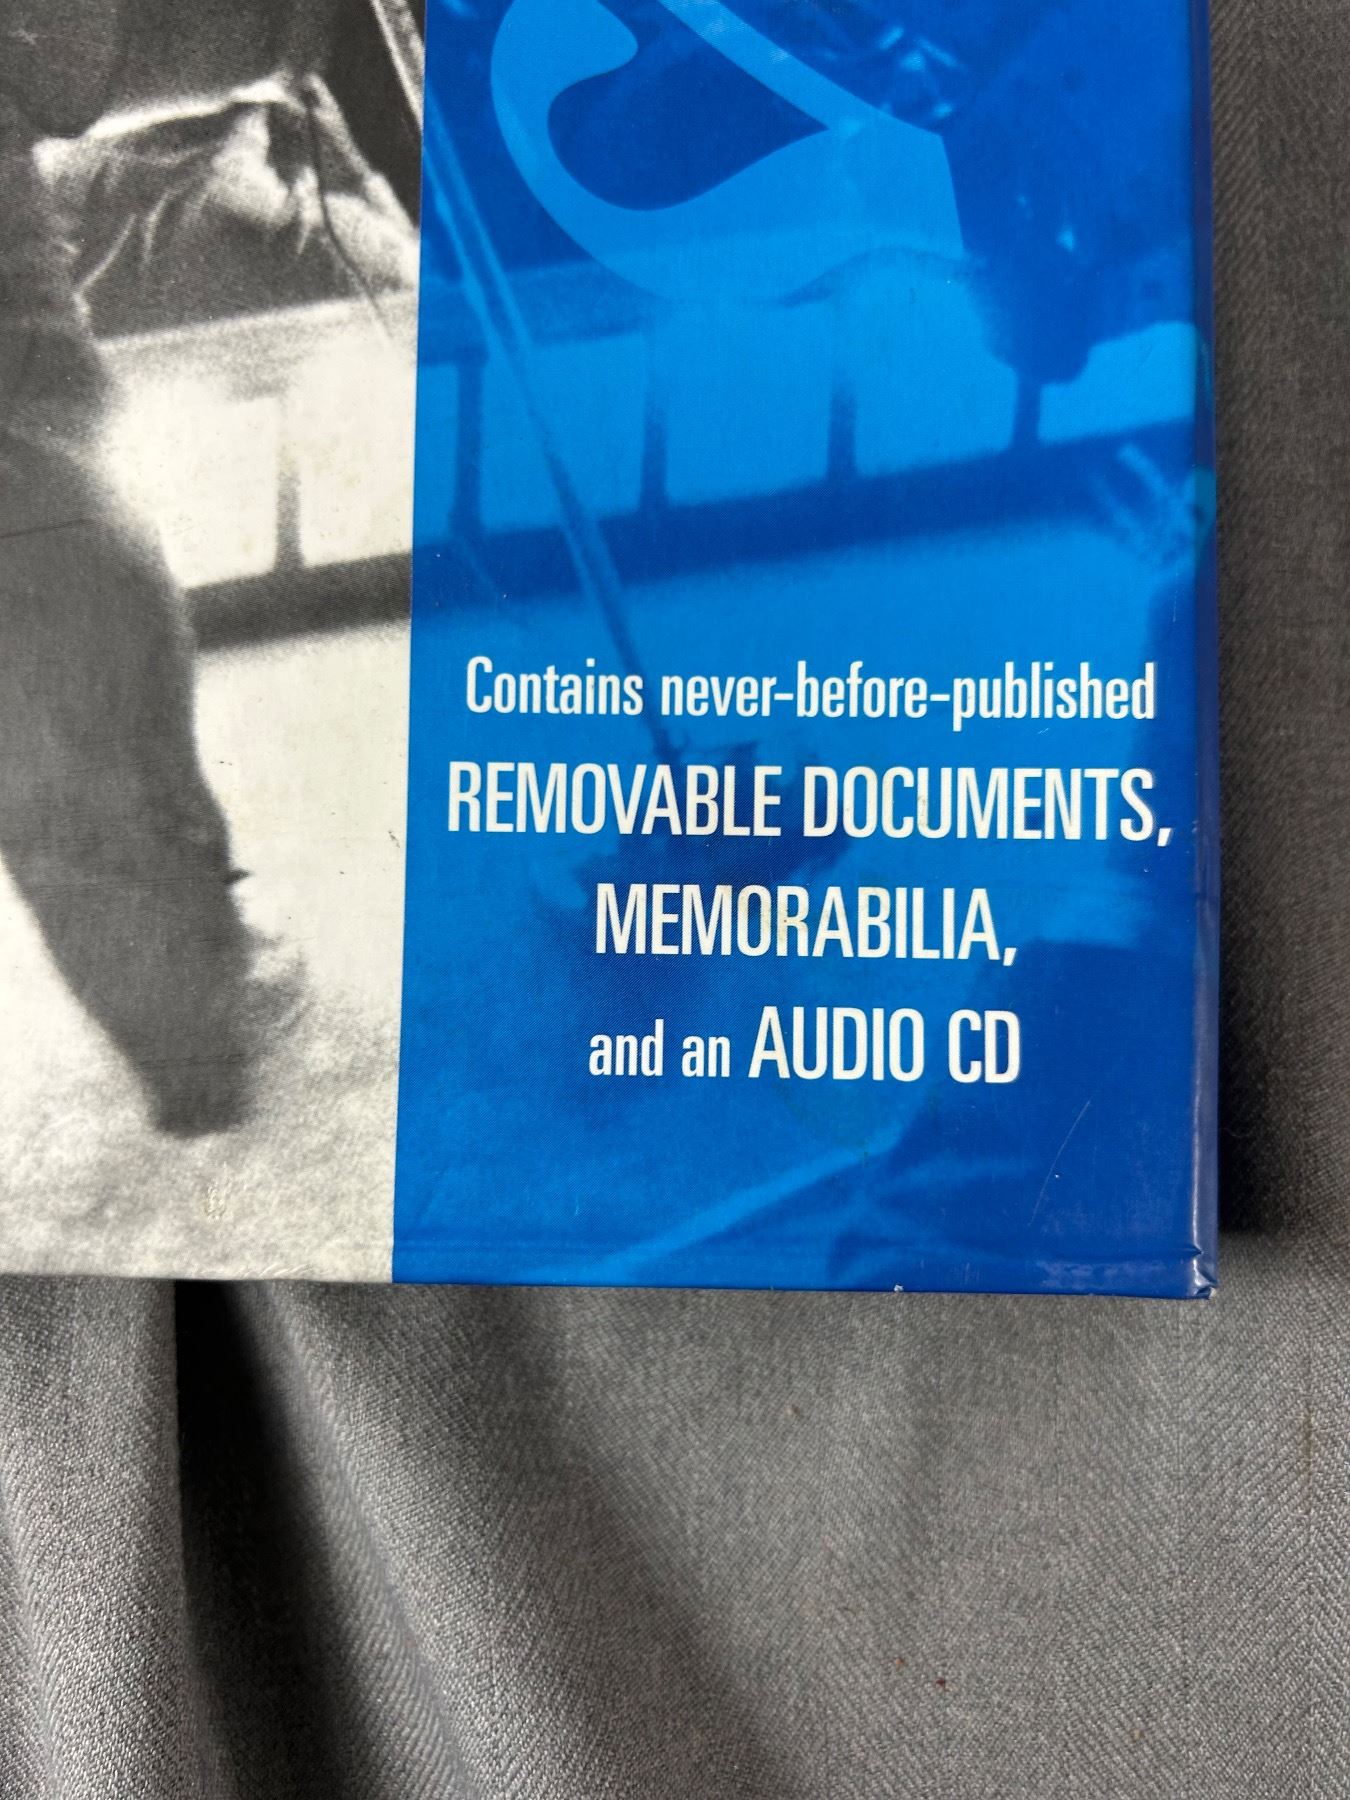 Contains never-before-published
REMOVABLE DOCUMENTS,
MEMORABILIA,
and an AUDIO CD